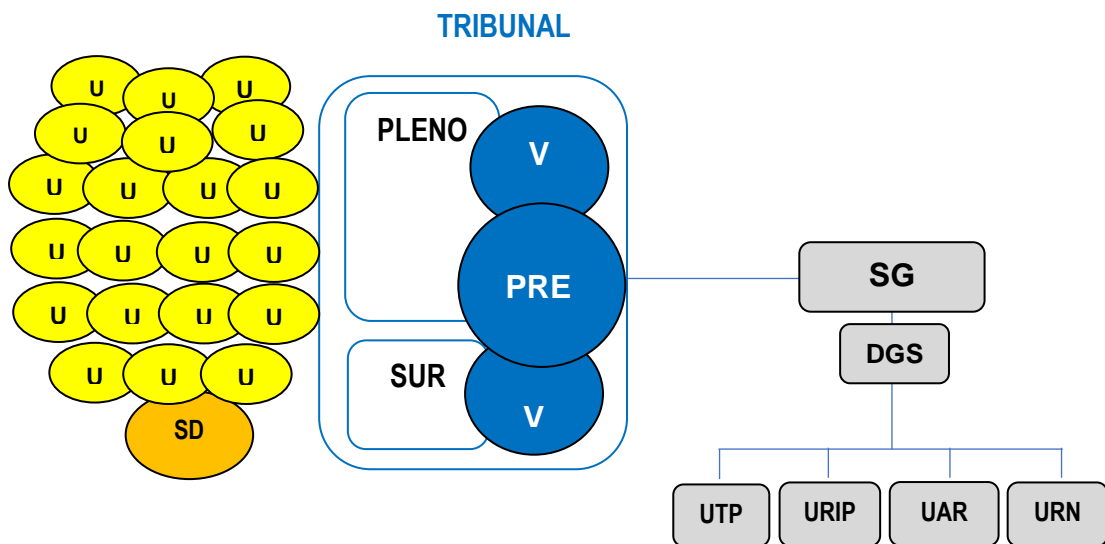 TRIBUNAL
U U U
U U U
U U U U
U U U U
U U U U
U U U
SD
PLENO
V
PRE
SUR
V
SG
DGS
UTP URIP UAR URN